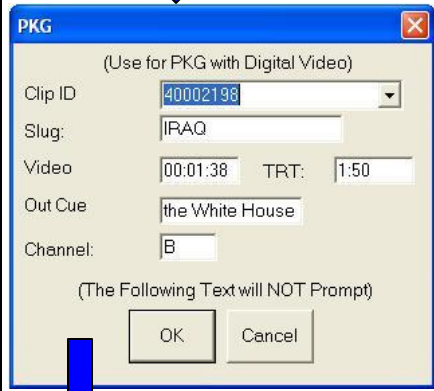 PKG
(Use for PKG with Digital Video)
Clip ID 40002198
Slug: IRAQ
Video 00:01:38 TRT: 1:50
Out Cue the White House
Channel: B
(The Following Text will NOT Prompt)
OK Cancel